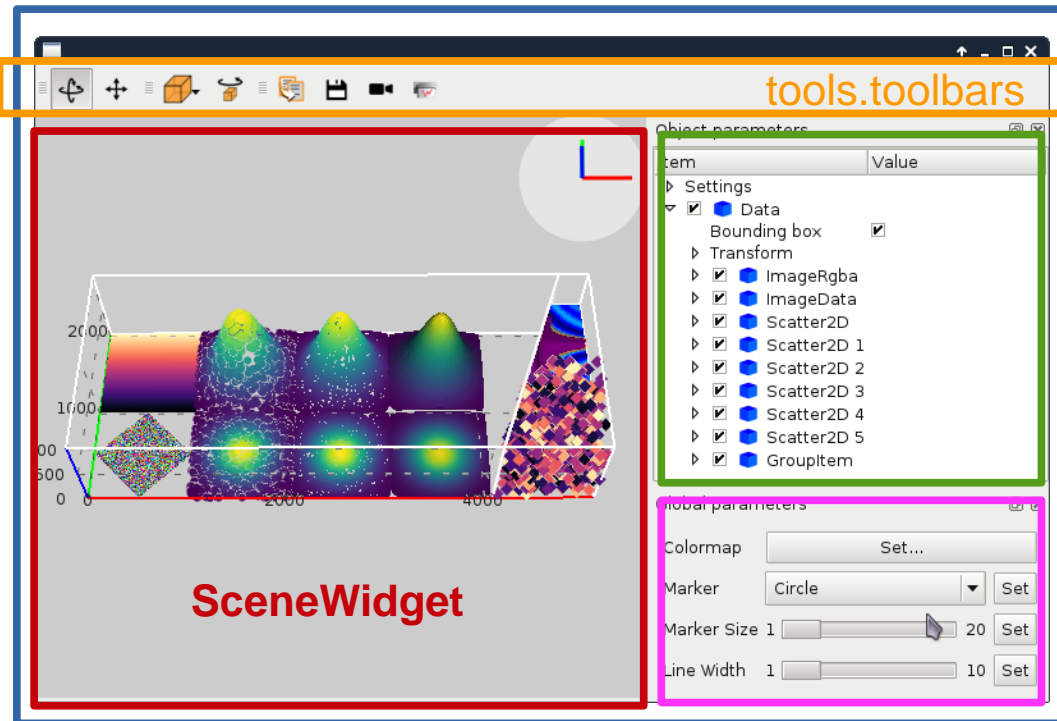 tools.toolbars
Object parameters
Item Value
Settings
Data
Bounding box
Transform
ImageRgba
ImageData
Scatter2D
Scatter2D 1
Scatter2D 2
Scatter2D 3
Scatter2D 4
Scatter2D 5
GroupItem
2000
1000
00
500
0 0 2000 4000
SceneWidget
Global parameters
Colormap Set...
Marker Circle Set
Marker Size 1 20 Set
Line Width 1 10 Set